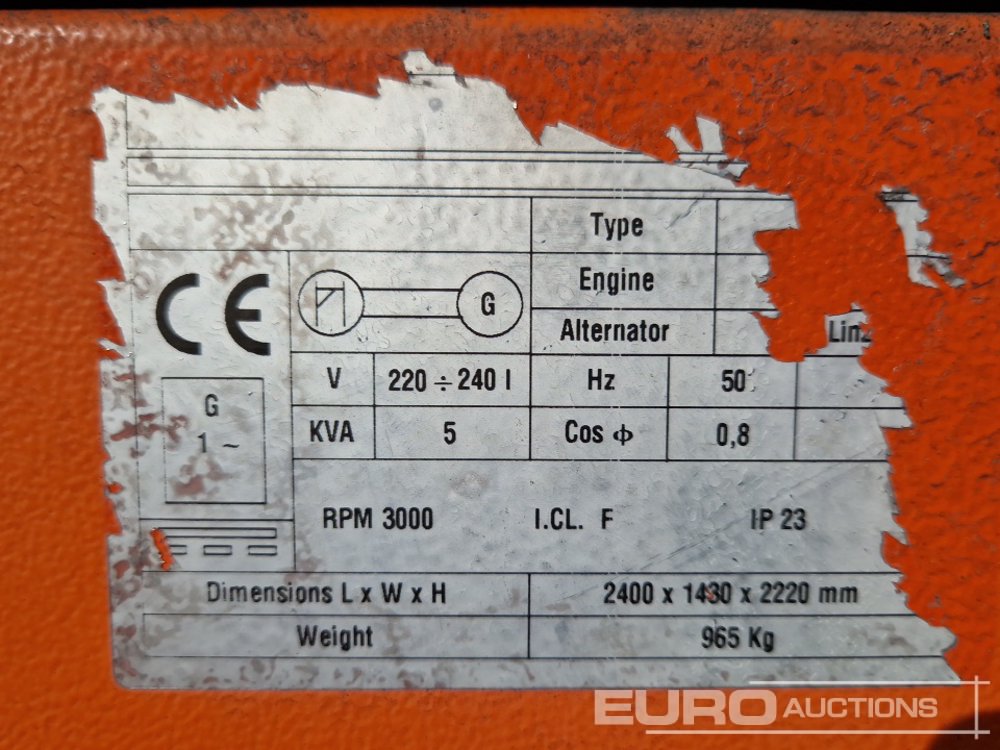 Type
Engine
Alternator
CE
G
V 220 ÷ 240 I Hz 50
G
1 ~
KVA 5 Cos ϕ 0,8
RPM 3000 I.CL. F IP 23
Dimensions L x W x H 2400 x 1430 x 2220 mm
Weight 965 Kg
EURO AUCTIONS